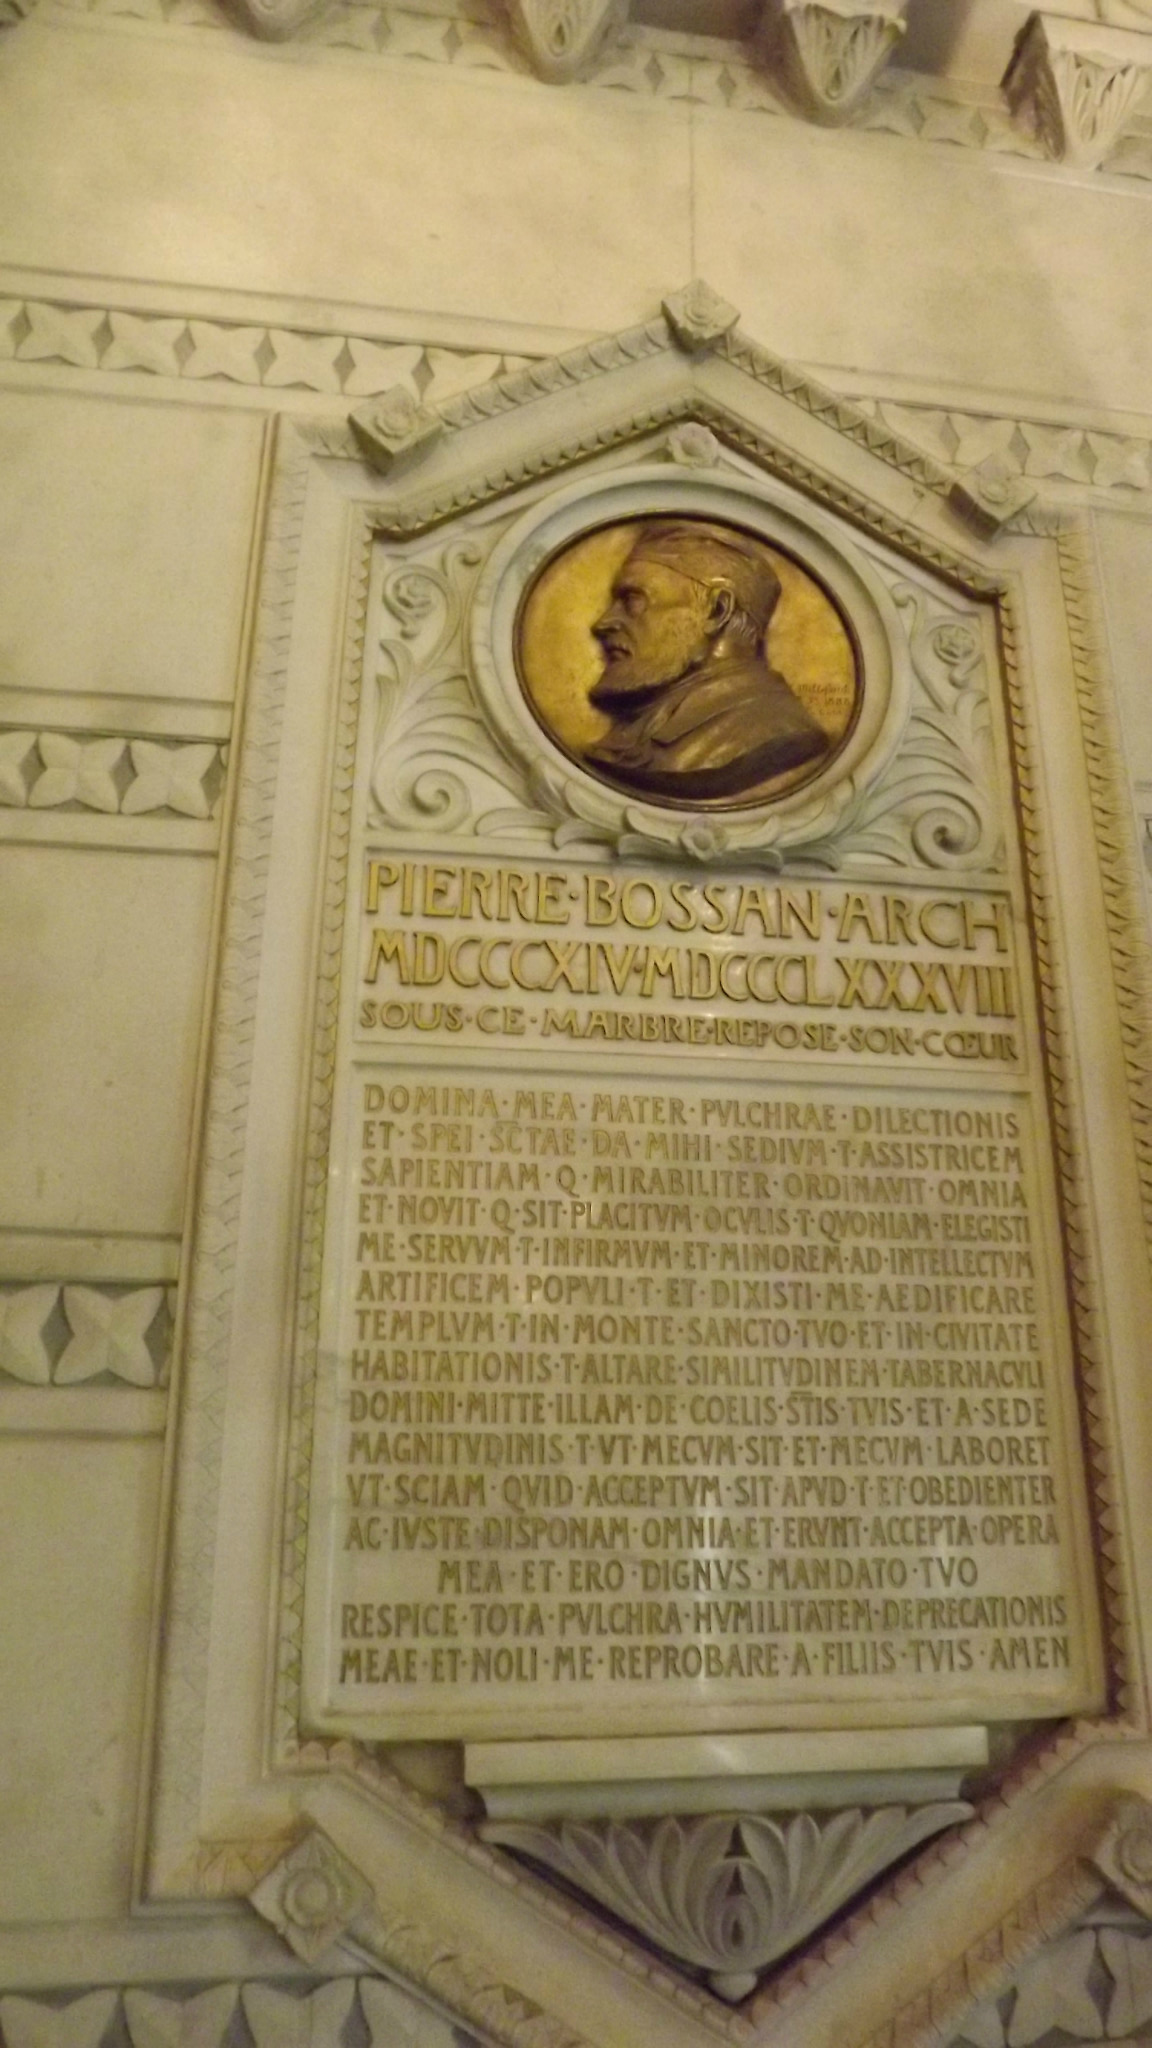 PIERRE·BOSSAN·ARCH
MDCCCXIV·MDCCCLXXXVIII
SOUS·CE·MARBRE·REPOSE·SON·CŒUR
DOMINA·MEA·MATER·PVLCHRAE·DILECTIONIS
ET·SPEI·SCTAE·DA·MIHI·SEDIVM·T·ASSISTRICEM
SAPIENTIAM·Q·MIRABILITER·ORDINAVIT·OMNIA
ET·NOVIT·Q·SIT·PLACITVM·OCVLIS·T·QVONIAM·ELEGISTI
ME·SERVVM·T·INFIRMVM·ET·MINOREM·AD·INTELLECTVM
ARTIFICEM·POPVLI·T·ET·DIXISTI·ME·AEDIFICARE
TEMPLVM·T·IN·MONTE·SANCTO·TVO·ET·IN·CIVITATE
HABITATIONIS·T·ALTARE·SIMILITVDINEM·TABERNACVLI
DOMINI·MITTE·ILLAM·DE·COELIS·STIS·TVIS·ET·A·SEDE
MAGNITVDINIS·T·VT·MECVM·SIT·ET·MECVM·LABORET
VT·SCIAM·QVID·ACCEPTVM·SIT·APVD·T·ET·OBEDIENTER
AC·IVSTE·DISPONAM·OMNIA·ET·ERVNT·ACCEPTA·OPERA
MEA·ET·ERO·DIGNVS·MANDATO·TVO
RESPICE·TOTA·PVLCHRA·HVMILITATEM·DEPRECATIONIS
MEAE·ET·NOLI·ME·REPROBARE·A·FILIIS·TVIS·AMEN